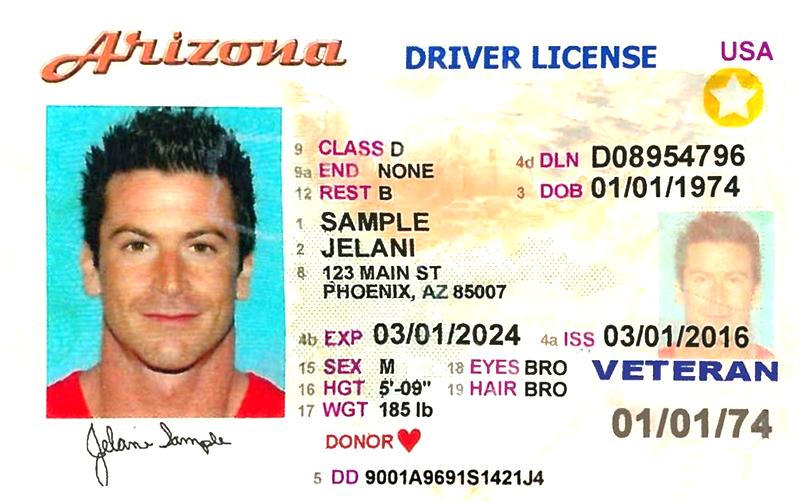 Arizona DRIVER LICENSE USA
9 CLASS D
9a END NONE
4d DLN D08954796
12 REST B
3 DOB 01/01/1974
1 SAMPLE
2 JELANI
8 123 MAIN ST
PHOENIX, AZ 85007
4b EXP 03/01/2024 4a ISS 03/01/2016
15 SEX M 18 EYES BRO
VETERAN
16 HGT 5'-09" 19 HAIR BRO
17 WGT 185 lb
01/01/74
DONOR
Jelani Sample
5 DD 9001A9691S1421J4